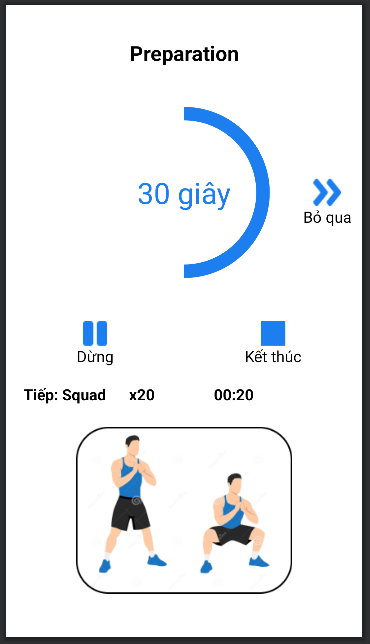 Preparation
30 giây
Bỏ qua
Dừng
Kết thúc
Tiếp: Squad x20 00:20